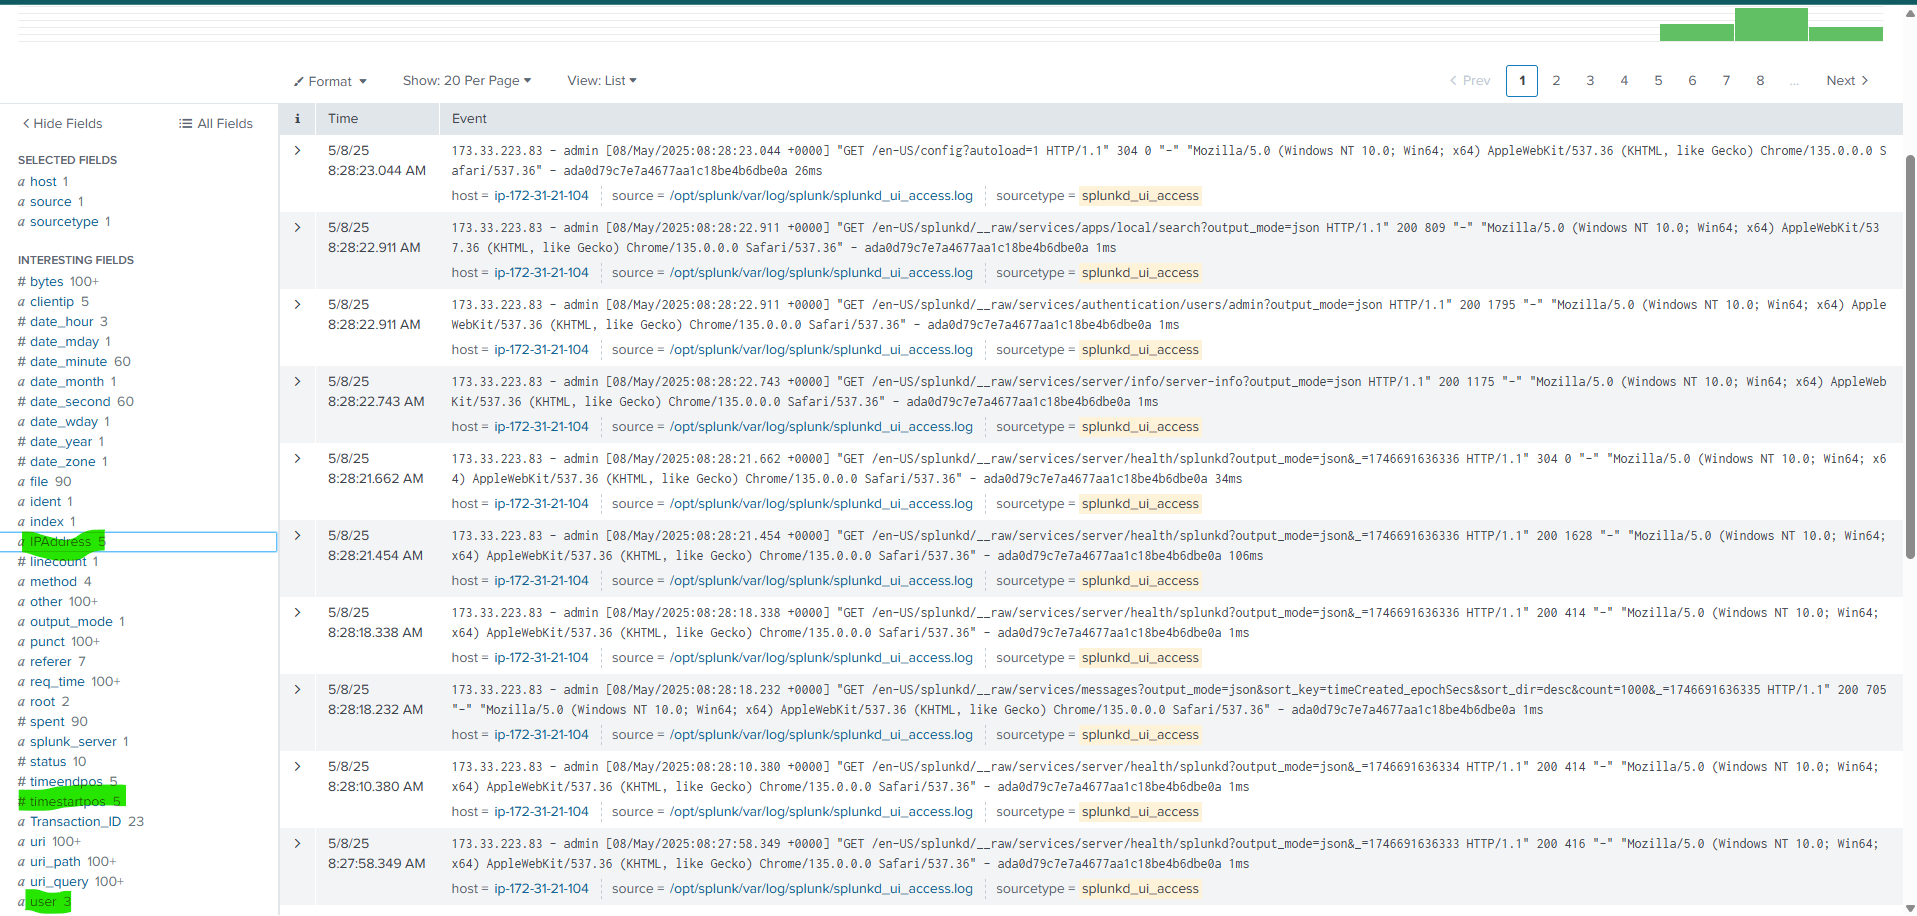 Format
Show: 20 Per Page
View: List
Prev 1 2 3 4 5 6 7 8 ... Next
Hide Fields
All Fields
SELECTED FIELDS
a host 1
a source 1
a sourcetype 1
INTERESTING FIELDS
# bytes 100+
a clientip 5
# date_hour 3
# date_mday 1
# date_minute 60
a date_month 1
# date_second 60
a date_wday 1
# date_year 1
# date_zone 1
a file 90
a ident 1
a index 1
a IPAddress 5
# linecount 1
a method 4
a other 100+
a output_mode 1
a punct 100+
a referer 7
a req_time 100+
a root 2
# spent 90
a splunk_server 1
# status 10
# timeendpos 5
# timestartpos 5
a Transaction_ID 23
a uri 100+
a uri_path 100+
a uri_query 100+
a user 3
i Time Event
5/8/25
8:28:23.044 AM
173.33.223.83 - admin [08/May/2025:08:28:23.044 +0000] "GET /en-US/config?autoload=1 HTTP/1.1" 304 0 "-" "Mozilla/5.0 (Windows NT 10.0; Win64; x64) AppleWebKit/537.36 (KHTML, like Gecko) Chrome/135.0.0.0 S
afari/537.36" - ada0d79c7e7a4677aa1c18be4b6dbe0a 26ms
host = ip-172-31-21-104 source = /opt/splunk/var/log/splunk/splunkd_ui_access.log sourcetype = splunkd_ui_access
5/8/25
8:28:22.911 AM
173.33.223.83 - admin [08/May/2025:08:28:22.911 +0000] "GET /en-US/splunkd/__raw/services/apps/local/search?output_mode=json HTTP/1.1" 200 809 "-" "Mozilla/5.0 (Windows NT 10.0; Win64; x64) AppleWebKit/53
7.36 (KHTML, like Gecko) Chrome/135.0.0.0 Safari/537.36" - ada0d79c7e7a4677aa1c18be4b6dbe0a 1ms
host = ip-172-31-21-104 source = /opt/splunk/var/log/splunk/splunkd_ui_access.log sourcetype = splunkd_ui_access
5/8/25
8:28:22.911 AM
173.33.223.83 - admin [08/May/2025:08:28:22.911 +0000] "GET /en-US/splunkd/__raw/services/authentication/users/admin?output_mode=json HTTP/1.1" 200 1795 "-" "Mozilla/5.0 (Windows NT 10.0; Win64; x64) Apple
WebKit/537.36 (KHTML, like Gecko) Chrome/135.0.0.0 Safari/537.36" - ada0d79c7e7a4677aa1c18be4b6dbe0a 1ms
host = ip-172-31-21-104 source = /opt/splunk/var/log/splunk/splunkd_ui_access.log sourcetype = splunkd_ui_access
5/8/25
8:28:22.743 AM
173.33.223.83 - admin [08/May/2025:08:28:22.743 +0000] "GET /en-US/splunkd/__raw/services/server/info/server-info?output_mode=json HTTP/1.1" 200 1175 "-" "Mozilla/5.0 (Windows NT 10.0; Win64; x64) AppleWeb
Kit/537.36 (KHTML, like Gecko) Chrome/135.0.0.0 Safari/537.36" - ada0d79c7e7a4677aa1c18be4b6dbe0a 1ms
host = ip-172-31-21-104 source = /opt/splunk/var/log/splunk/splunkd_ui_access.log sourcetype = splunkd_ui_access
5/8/25
8:28:21.662 AM
173.33.223.83 - admin [08/May/2025:08:28:21.662 +0000] "GET /en-US/splunkd/__raw/services/server/health/splunkd?output_mode=json&_=1746691636336 HTTP/1.1" 304 0 "-" "Mozilla/5.0 (Windows NT 10.0; Win64; x6
4) AppleWebKit/537.36 (KHTML, like Gecko) Chrome/135.0.0.0 Safari/537.36" - ada0d79c7e7a4677aa1c18be4b6dbe0a 34ms
host = ip-172-31-21-104 source = /opt/splunk/var/log/splunk/splunkd_ui_access.log sourcetype = splunkd_ui_access
5/8/25
8:28:21.454 AM
173.33.223.83 - admin [08/May/2025:08:28:21.454 +0000] "GET /en-US/splunkd/__raw/services/server/health/splunkd?output_mode=json&_=1746691636336 HTTP/1.1" 200 1628 "-" "Mozilla/5.0 (Windows NT 10.0; Win64;
x64) AppleWebKit/537.36 (KHTML, like Gecko) Chrome/135.0.0.0 Safari/537.36" - ada0d79c7e7a4677aa1c18be4b6dbe0a 106ms
host = ip-172-31-21-104 source = /opt/splunk/var/log/splunk/splunkd_ui_access.log sourcetype = splunkd_ui_access
5/8/25
8:28:18.338 AM
173.33.223.83 - admin [08/May/2025:08:28:18.338 +0000] "GET /en-US/splunkd/__raw/services/server/health/splunkd?output_mode=json&_=1746691636336 HTTP/1.1" 200 414 "-" "Mozilla/5.0 (Windows NT 10.0; Win64;
x64) AppleWebKit/537.36 (KHTML, like Gecko) Chrome/135.0.0.0 Safari/537.36" - ada0d79c7e7a4677aa1c18be4b6dbe0a 1ms
host = ip-172-31-21-104 source = /opt/splunk/var/log/splunk/splunkd_ui_access.log sourcetype = splunkd_ui_access
5/8/25
8:28:18.232 AM
173.33.223.83 - admin [08/May/2025:08:28:18.232 +0000] "GET /en-US/splunkd/__raw/services/messages?output_mode=json&sort_key=timeCreated_epochSecs&sort_dir=desc&count=1000&_=1746691636335 HTTP/1.1" 200 705
"-" "Mozilla/5.0 (Windows NT 10.0; Win64; x64) AppleWebKit/537.36 (KHTML, like Gecko) Chrome/135.0.0.0 Safari/537.36" - ada0d79c7e7a4677aa1c18be4b6dbe0a 1ms
host = ip-172-31-21-104 source = /opt/splunk/var/log/splunk/splunkd_ui_access.log sourcetype = splunkd_ui_access
5/8/25
8:28:10.380 AM
173.33.223.83 - admin [08/May/2025:08:28:10.380 +0000] "GET /en-US/splunkd/__raw/services/server/health/splunkd?output_mode=json&_=1746691636334 HTTP/1.1" 200 414 "-" "Mozilla/5.0 (Windows NT 10.0; Win64;
x64) AppleWebKit/537.36 (KHTML, like Gecko) Chrome/135.0.0.0 Safari/537.36" - ada0d79c7e7a4677aa1c18be4b6dbe0a 1ms
host = ip-172-31-21-104 source = /opt/splunk/var/log/splunk/splunkd_ui_access.log sourcetype = splunkd_ui_access
5/8/25
8:27:58.349 AM
173.33.223.83 - admin [08/May/2025:08:27:58.349 +0000] "GET /en-US/splunkd/__raw/services/server/health/splunkd?output_mode=json&_=1746691636333 HTTP/1.1" 200 416 "-" "Mozilla/5.0 (Windows NT 10.0; Win64;
x64) AppleWebKit/537.36 (KHTML, like Gecko) Chrome/135.0.0.0 Safari/537.36" - ada0d79c7e7a4677aa1c18be4b6dbe0a 1ms
host = ip-172-31-21-104 source = /opt/splunk/var/log/splunk/splunkd_ui_access.log sourcetype = splunkd_ui_access